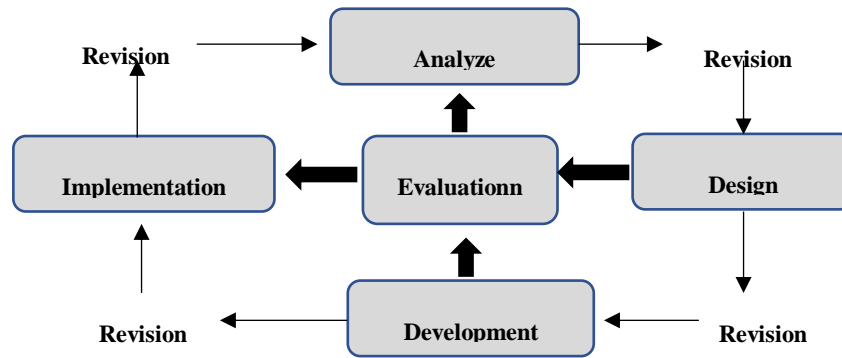 Revision
Analyze
Revision
Implementation
Evaluationn
Design
Revision
Development
Revision